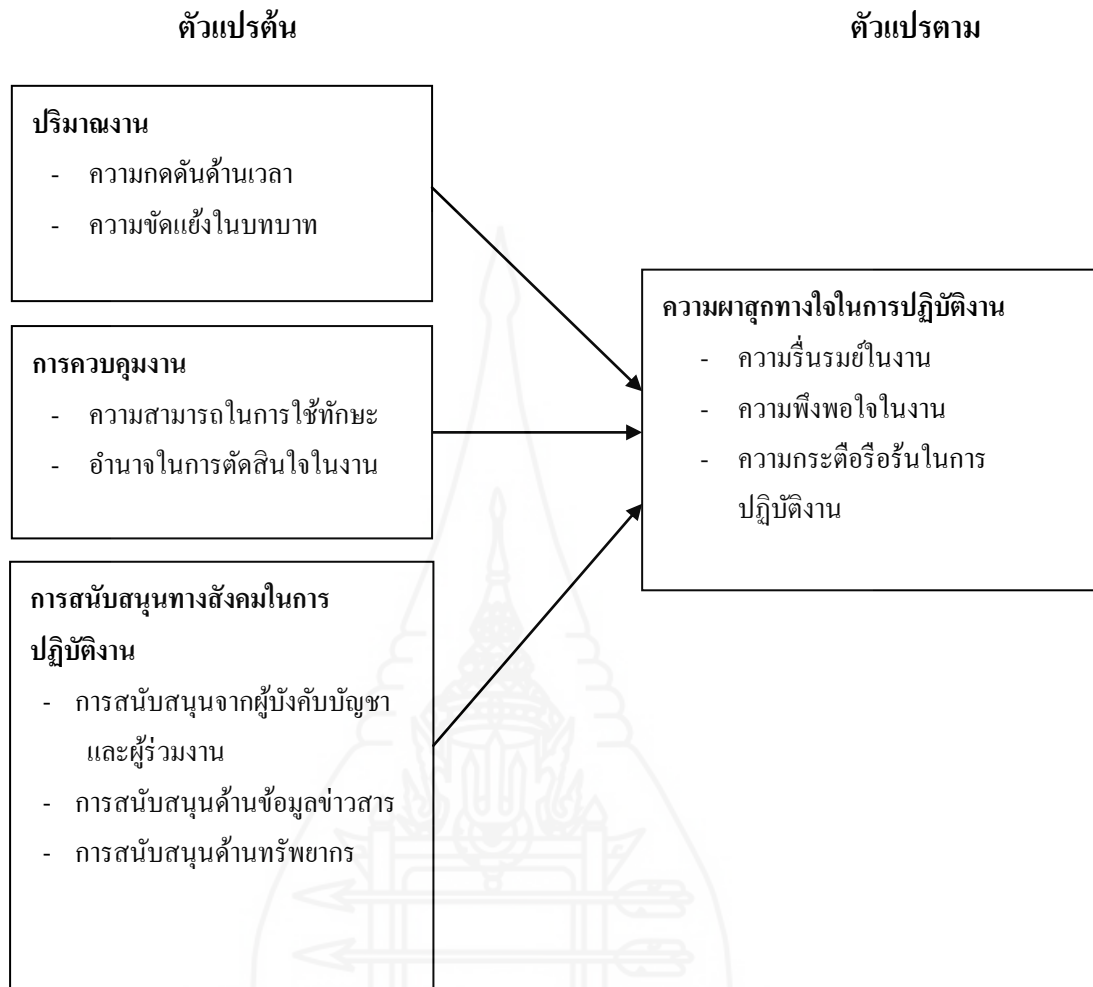 ตัวแปรต้น
ตัวแปรตาม
ปริมาณงาน
- ความกดดันด้านเวลา
- ความขัดแย้งในบทบาท
การควบคุมงาน
- ความสามารถในการใช้ทักษะ
- อำนาจในการตัดสินใจในงาน
การสนับสนุนทางสังคมในการ
ปฏิบัติงาน
- การสนับสนุนจากผู้บังคับบัญชา
และผู้ร่วมงาน
- การสนับสนุนด้านข้อมูลข่าวสาร
- การสนับสนุนด้านทรัพยากร
ความผาสุกทางใจในการปฏิบัติงาน
- ความรื่นรมย์ในงาน
- ความพึงพอใจในงาน
- ความกระตือรือร้นในการ
ปฏิบัติงาน